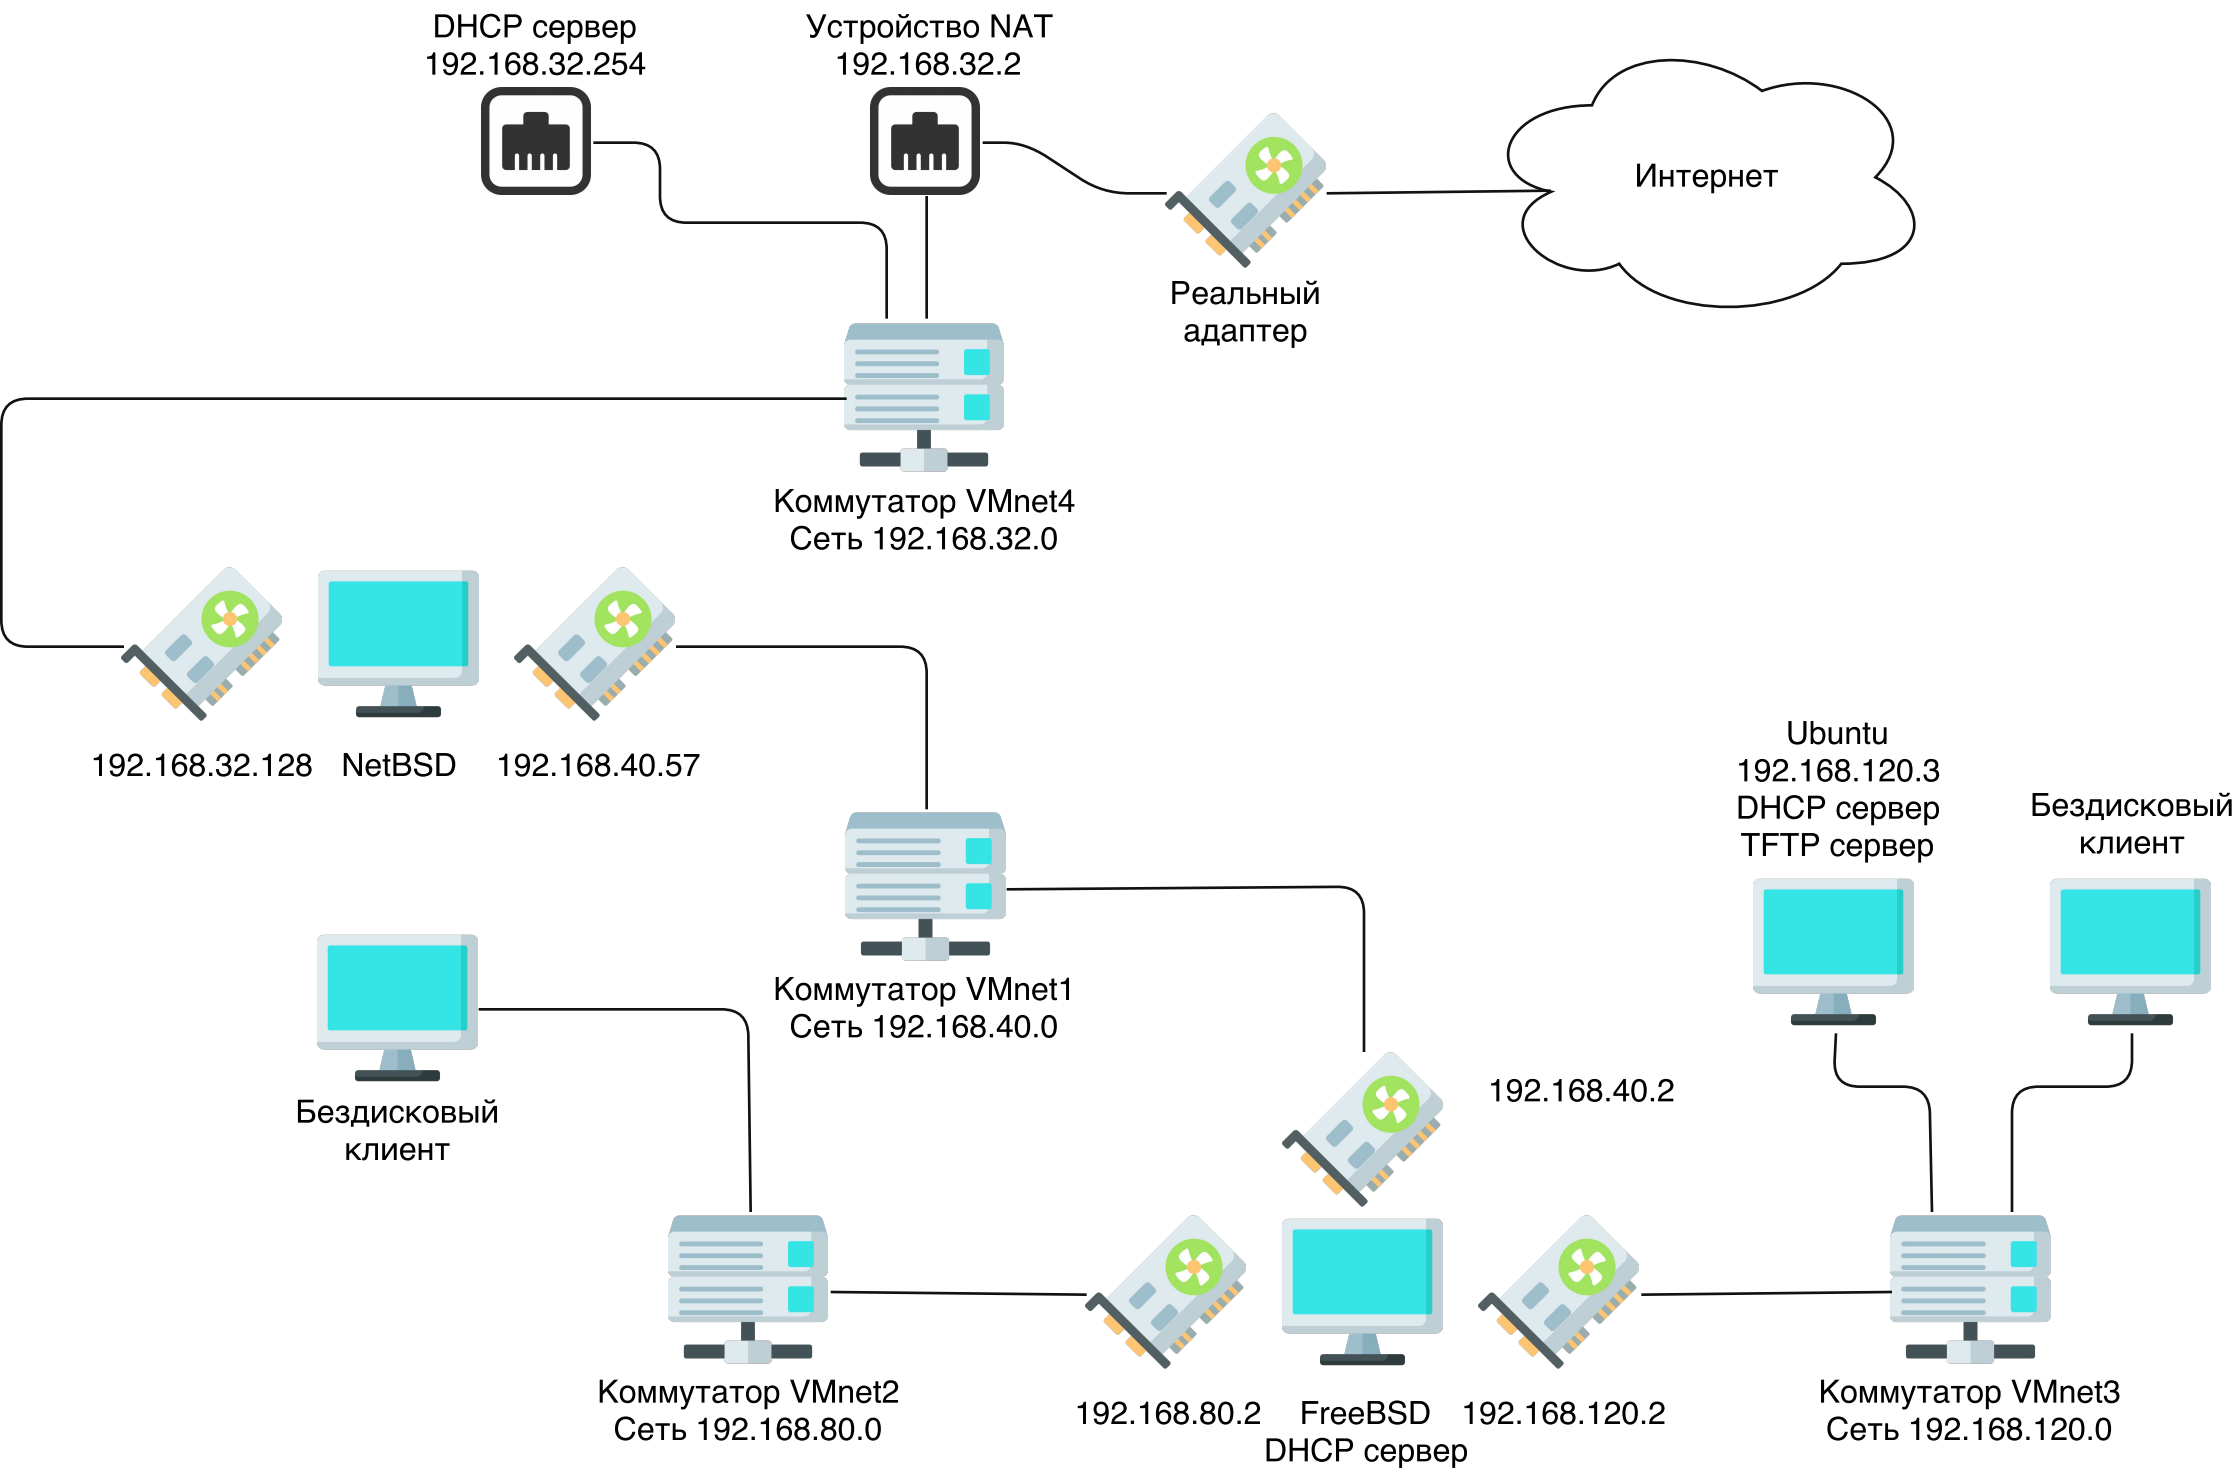 DHCP сервер
192.168.32.254
Устройство NAT
192.168.32.2
Интернет
Реальный
адаптер
Коммутатор VMnet4
Сеть 192.168.32.0
192.168.32.128
NetBSD
192.168.40.57
Ubuntu
192.168.120.3
DHCP сервер
TFTP сервер
Бездисковый
клиент
Коммутатор VMnet1
Сеть 192.168.40.0
Бездисковый
клиент
192.168.40.2
Коммутатор VMnet2
Сеть 192.168.80.0
192.168.80.2
FreeBSD
DHCP сервер
192.168.120.2
Коммутатор VMnet3
Сеть 192.168.120.0